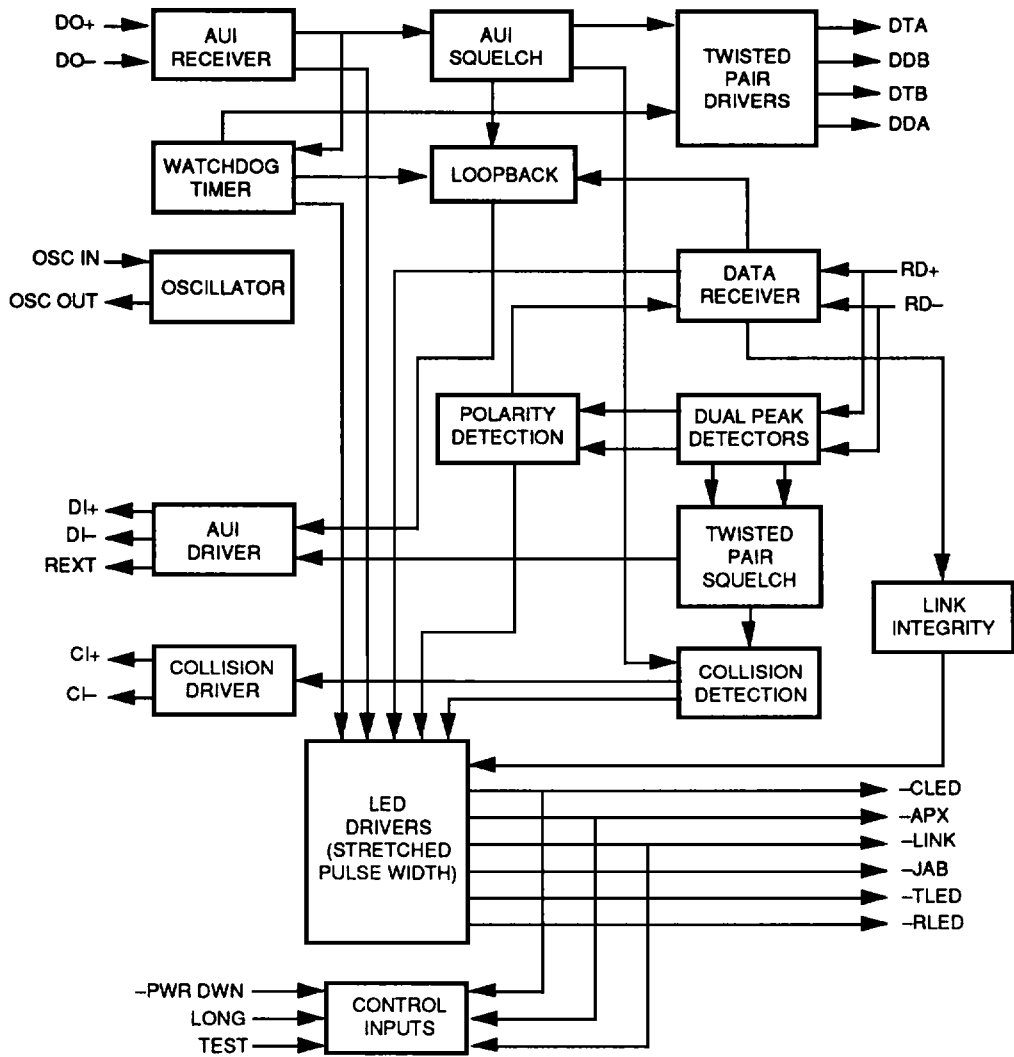 DO+
DO–
AUI
RECEIVER
AUI
SQUELCH
TWISTED
PAIR
DRIVERS
DTA
DDB
DTB
DDA
WATCHDOG
TIMER
LOOPBACK
OSC IN
OSC OUT
OSCILLATOR
DATA
RECEIVER
RD+
RD–
POLARITY
DETECTION
DUAL PEAK
DETECTORS
DI+
DI–
REXT
AUI
DRIVER
TWISTED
PAIR
SQUELCH
LINK
INTEGRITY
CI+
CI–
COLLISION
DRIVER
COLLISION
DETECTION
LED
DRIVERS
(STRETCHED
PULSE WIDTH)
–CLED
–APX
–LINK
–JAB
–TLED
–RLED
-PWR DWN
LONG
TEST
CONTROL
INPUTS